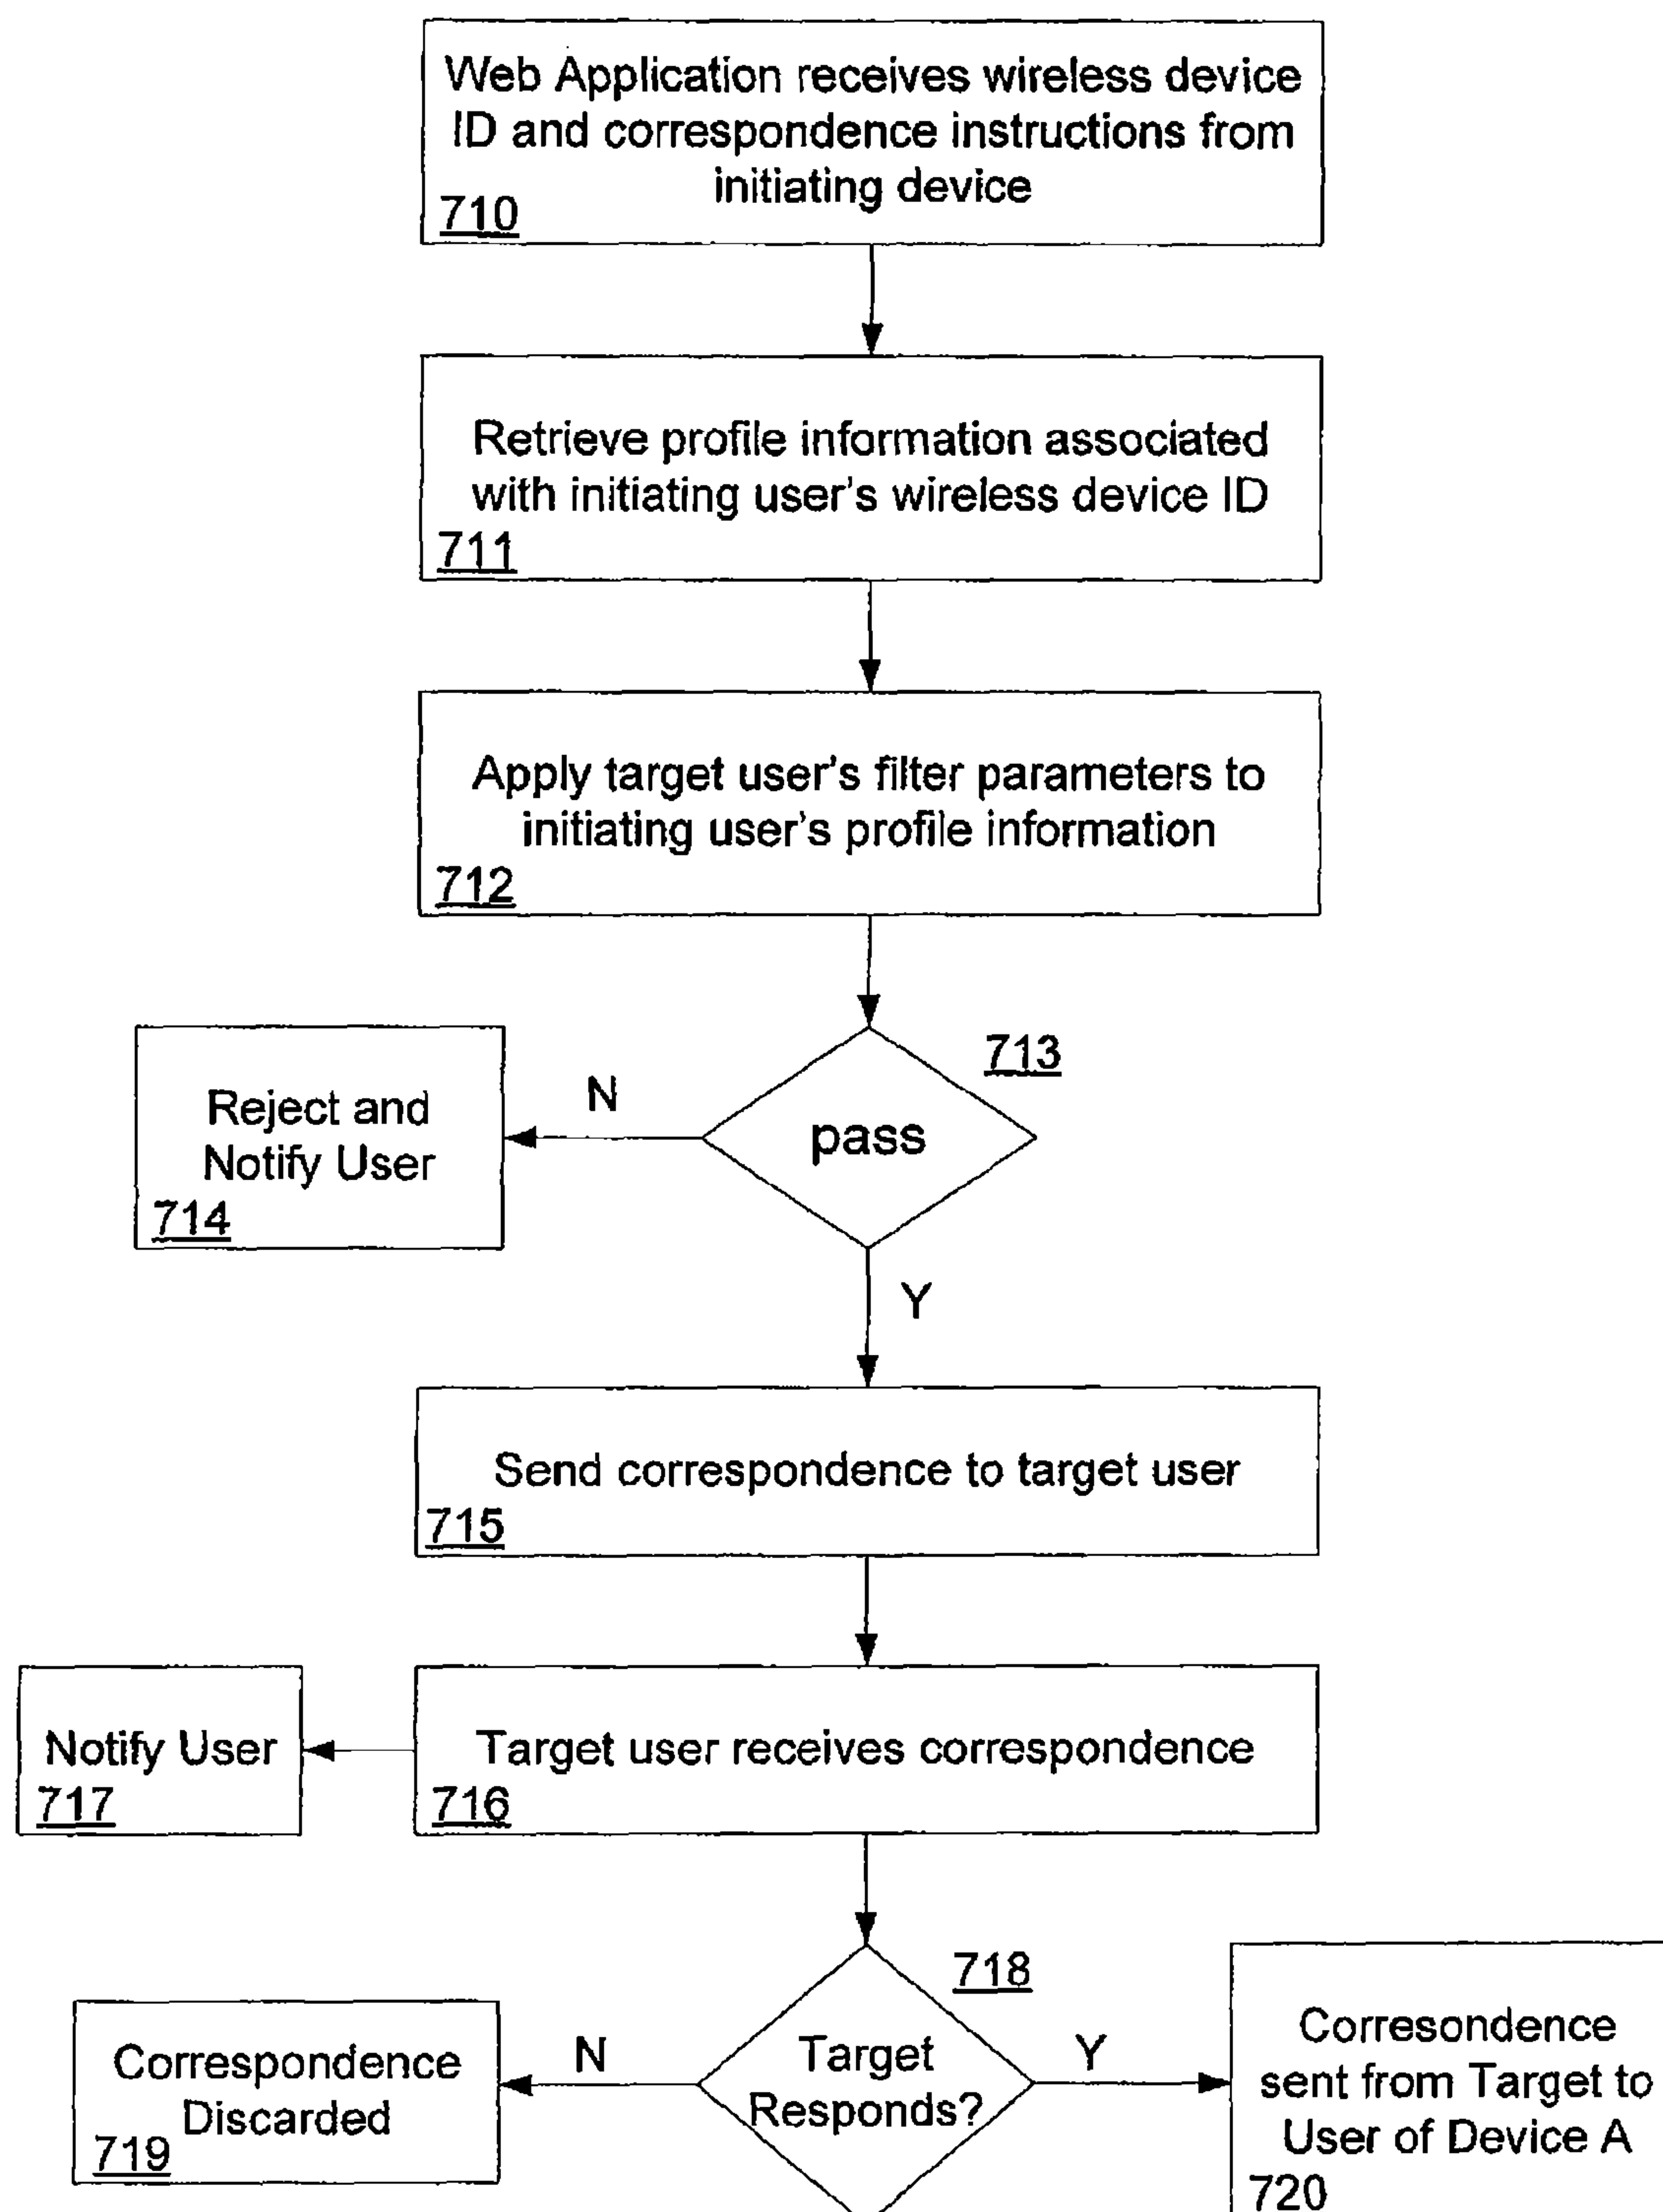 Web Application receives wireless device
ID and correspondence instructions from
initiating device
710
Retrieve profile information associated
with initiating user's wireless device ID
711
Apply target user's filter parameters to
initiating user's profile information
712
713
pass
N
Reject and
Notify User
714
Y
Send correspondence to target user
715
Target user receives correspondence
716
Notify User
717
718
Target
Responds?
N
Correspondence
Discarded
719
Y
Corresondence
sent from Target to
User of Device A
720